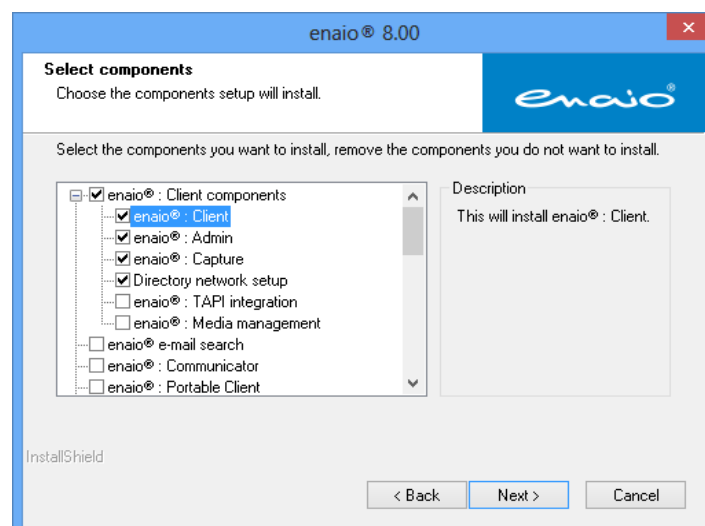 enaio® 8.00
Select components
Choose the components setup will install.
enaio®
Select the components you want to install, remove the components you do not want to install.
enaio® : Client components
enaio® : Client
enaio® : Admin
enaio® : Capture
Directory network setup
enaio® : TAPI integration
enaio® : Media management
enaio® e-mail search
enaio® : Communicator
enaio® : Portable Client
Description
This will install enaio® : Client.
InstallShield
< Back
Next >
Cancel